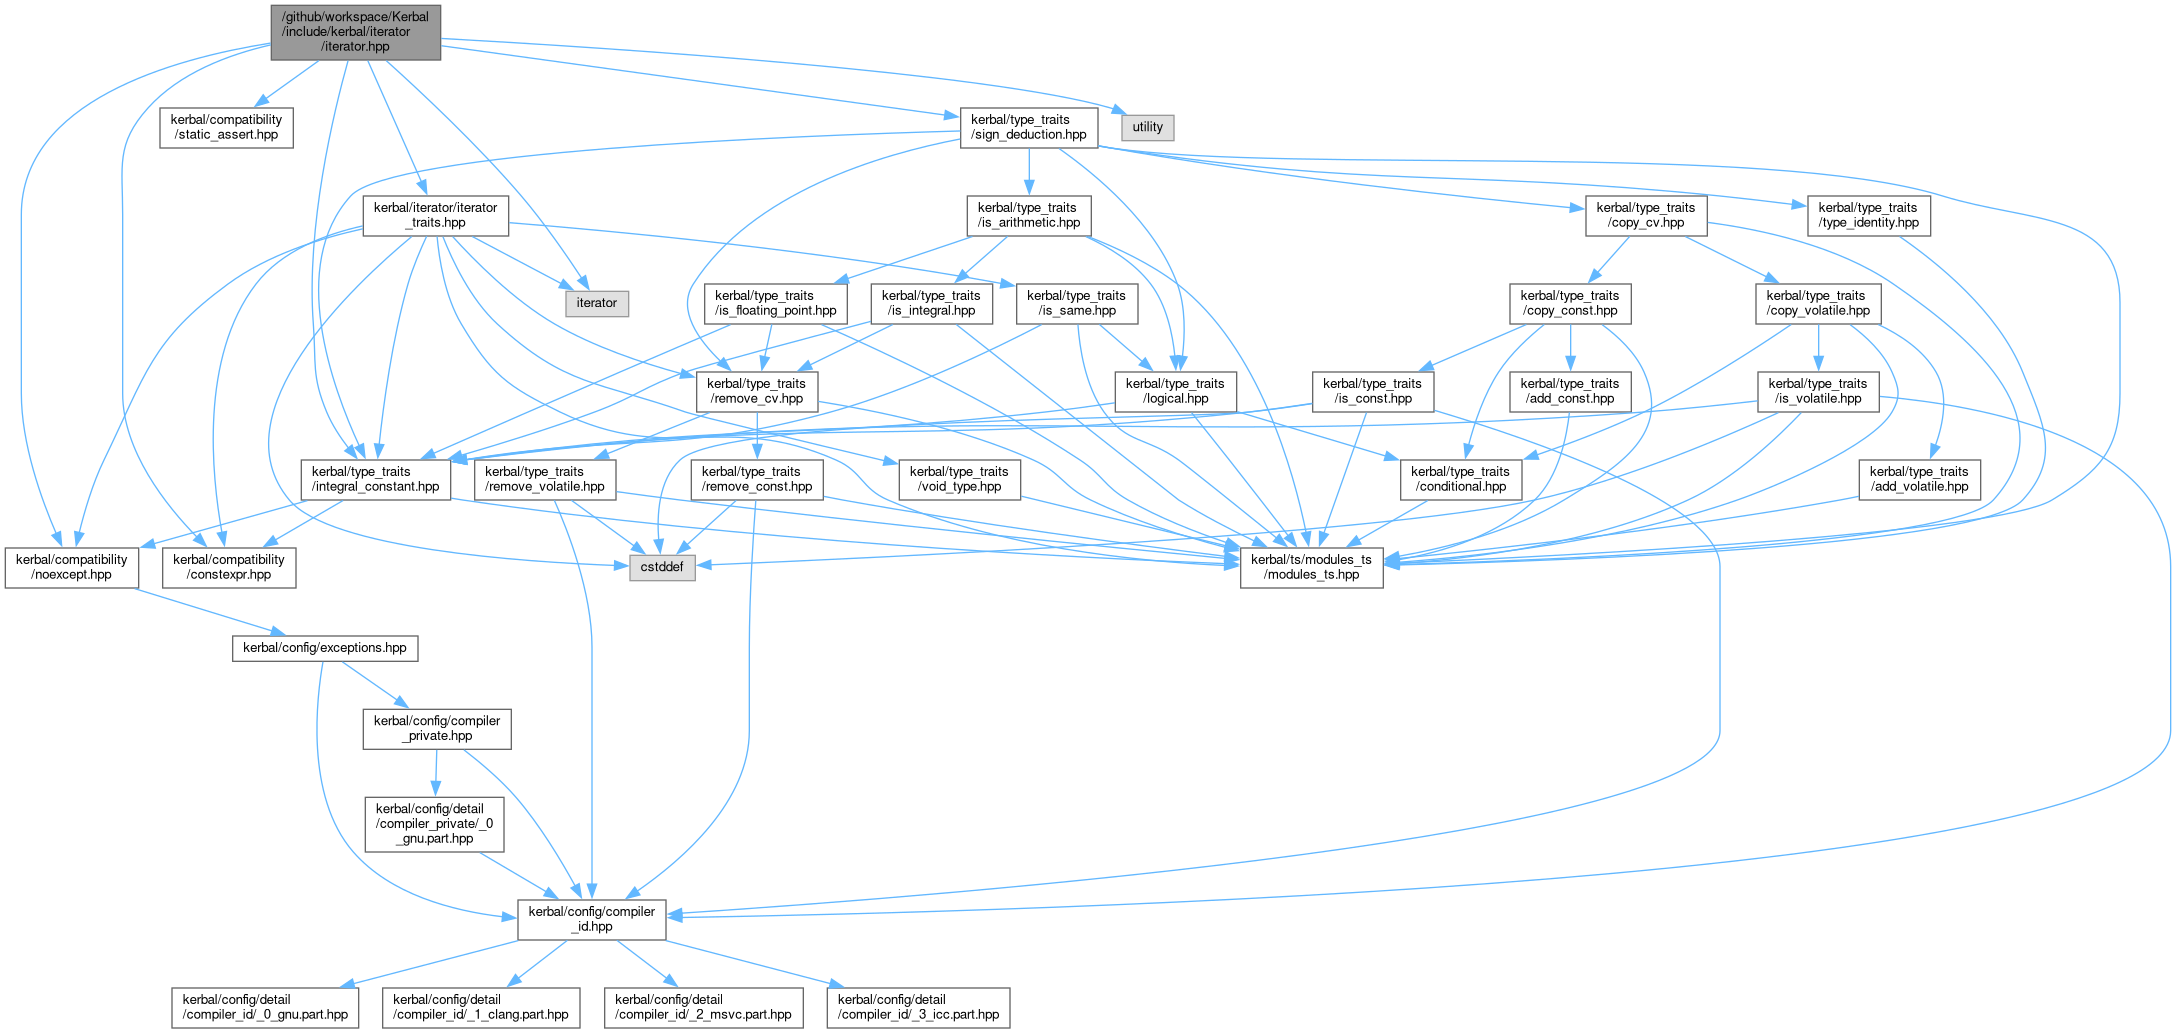 /github/workspace/Kerbal
/include/kerbal/iterator
/iterator.hpp
kerbal/compatibility
/static_assert.hpp
kerbal/type_traits
/sign_deduction.hpp
utility
kerbal/iterator/iterator
_traits.hpp
kerbal/type_traits
/is_arithmetic.hpp
kerbal/type_traits
/copy_cv.hpp
kerbal/type_traits
/type_identity.hpp
iterator
kerbal/type_traits
/is_floating_point.hpp
kerbal/type_traits
/is_integral.hpp
kerbal/type_traits
/is_same.hpp
kerbal/type_traits
/copy_const.hpp
kerbal/type_traits
/copy_volatile.hpp
kerbal/type_traits
/remove_cv.hpp
kerbal/type_traits
/logical.hpp
kerbal/type_traits
/is_const.hpp
kerbal/type_traits
/add_const.hpp
kerbal/type_traits
/is_volatile.hpp
kerbal/type_traits
/integral_constant.hpp
kerbal/type_traits
/remove_volatile.hpp
kerbal/type_traits
/remove_const.hpp
kerbal/type_traits
/void_type.hpp
kerbal/type_traits
/conditional.hpp
kerbal/type_traits
/add_volatile.hpp
kerbal/compatibility
/noexcept.hpp
kerbal/compatibility
/constexpr.hpp
cstddef
kerbal/ts/modules_ts
/modules_ts.hpp
kerbal/config/exceptions.hpp
kerbal/config/compiler
_private.hpp
kerbal/config/detail
/compiler_private/_0
_gnu.part.hpp
kerbal/config/compiler
_id.hpp
kerbal/config/detail
/compiler_id/_0_gnu.part.hpp
kerbal/config/detail
/compiler_id/_1_clang.part.hpp
kerbal/config/detail
/compiler_id/_2_msvc.part.hpp
kerbal/config/detail
/compiler_id/_3_icc.part.hpp